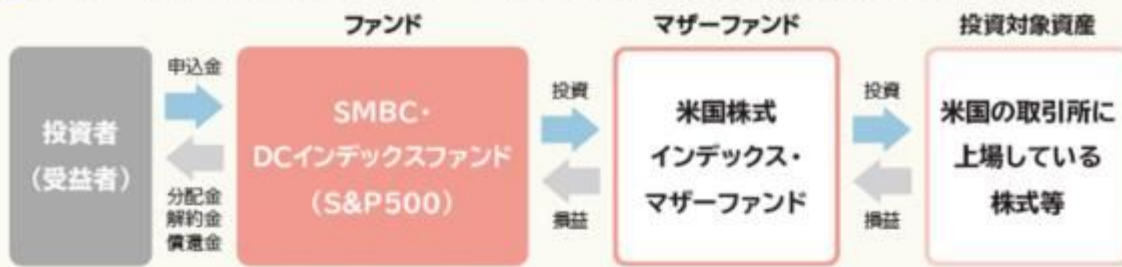 ファンド
マザーファンド
投資対象資産
投資者
(受益者)
申込金
分配金
解約金
償還金
SMBC・
DCインデックスファンド
(S&P500)
投資
損益
米国株式
インデックス・
マザーファンド
投資
損益
米国の取引所に
上場している
株式等